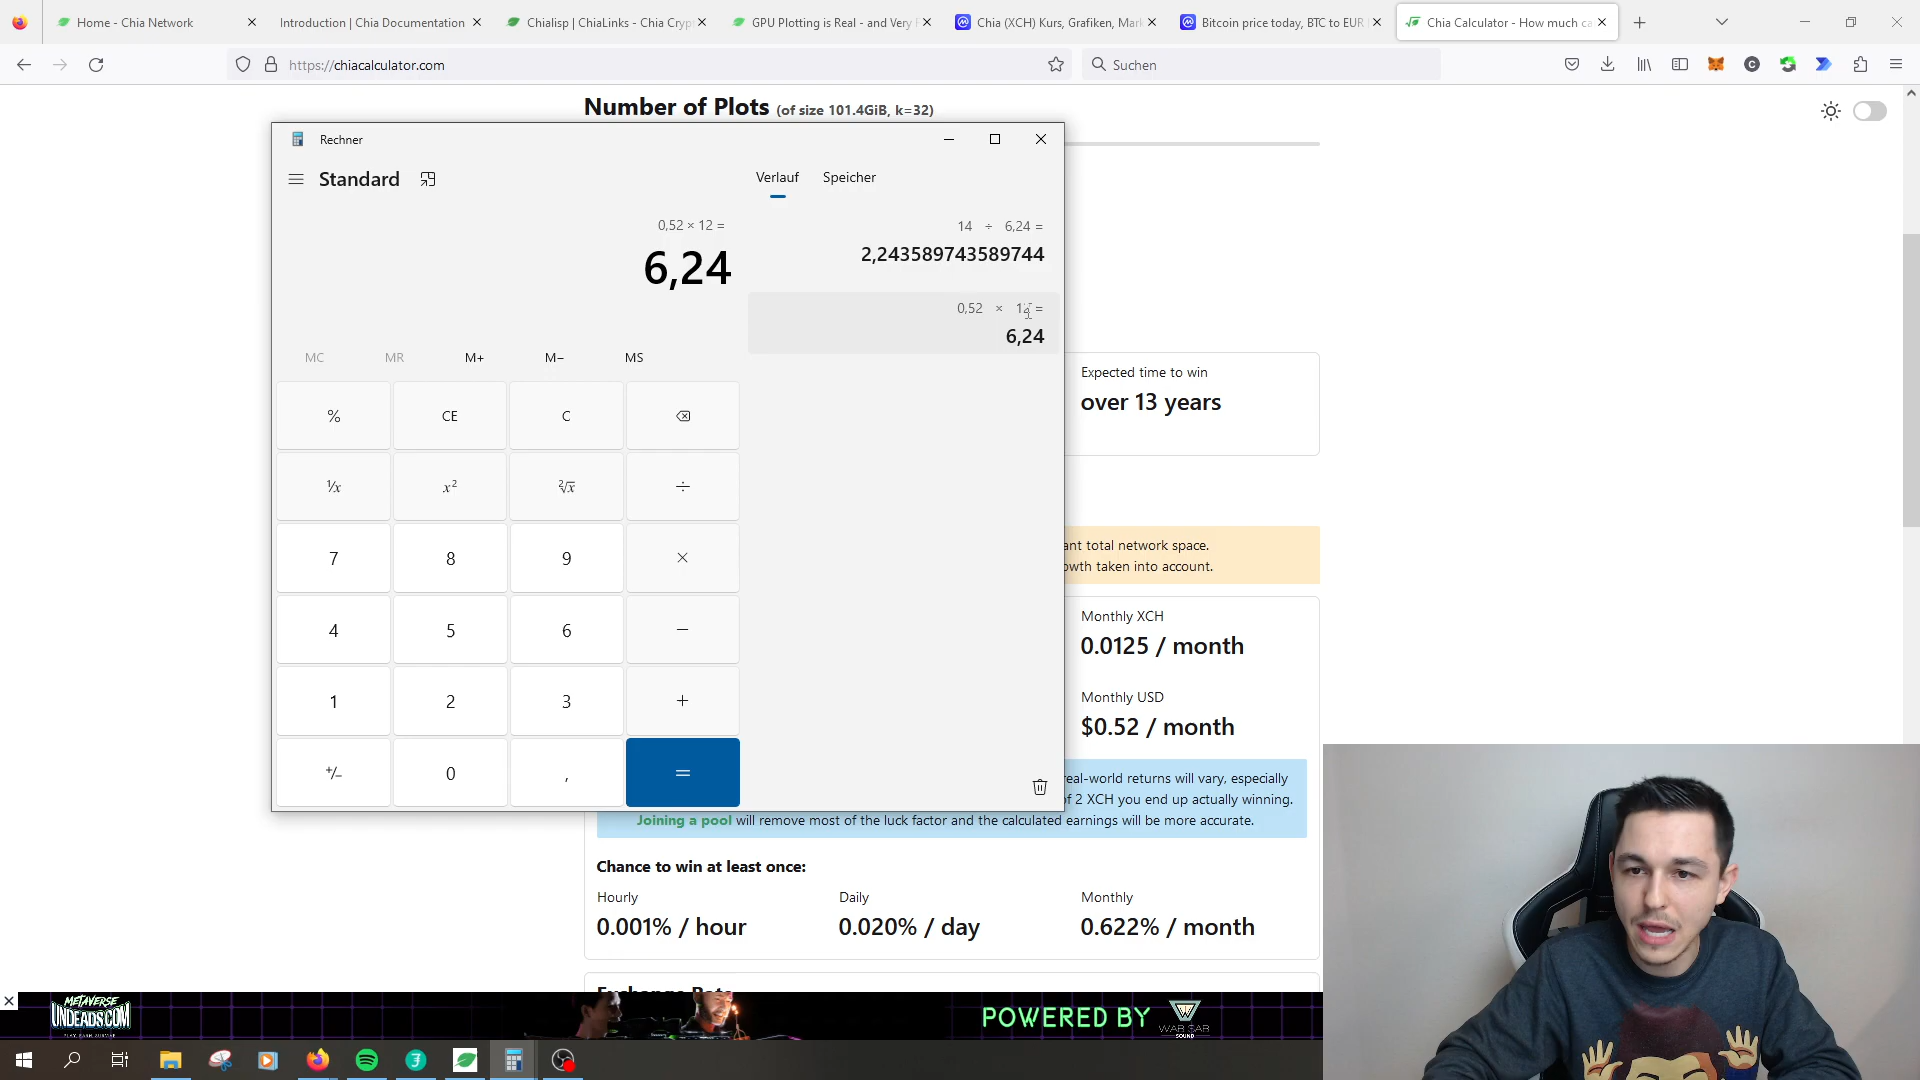 Home - Chia Network
Introduction | Chia Documentation
Chialisp | ChiaLinks - Chia Cryp
GPU Plotting is Real - and Very F
Chia (XCH) Kurs, Grafiken, Mark
Bitcoin price today, BTC to EUR
Chia Calculator - How much ca
https://chiacalculator.com
Suchen
Number of Plots (of size 101.4GiB, k=32)
Rechner
Standard
Verlauf
Speicher
0,52 × 12 =
6,24
14 ÷ 6,24 =
2,243589743589744
0,52 × 12 =
6,24
MC
MR
M+
M−
MS
%
CE
C
1/x
x²
²√x
÷
7
8
9
×
4
5
6
−
1
2
3
+
+/−
0
,
=
Expected time to win
over 13 years
ant total network space.
owth taken into account.
Monthly XCH
0.0125 / month
Monthly USD
$0.52 / month
real-world returns will vary, especially
of 2 XCH you end up actually winning.
Joining a pool will remove most of the luck factor and the calculated earnings will be more accurate.
Chance to win at least once:
Hourly
0.001% / hour
Daily
0.020% / day
Monthly
0.622% / month
Exchange Rate
METAVERSE
UNDEADS.COM
POWERED BY
WAR SAR
SOUND